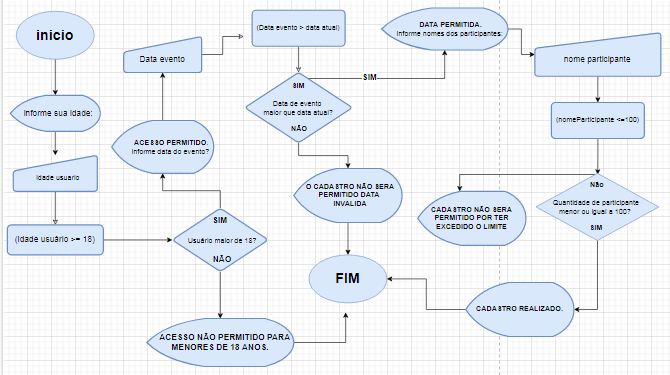 inicio
Informe sua idade:
Idade usuário
(Idade usuário >= 18)
SIM
Usuário maior de 18?
NÃO
ACESSO NÃO PERMITIDO PARA
MENORES DE 18 ANOS.
ACESSO PERMITIDO.
Informe data do evento?
Data evento
(Data evento > data atual)
SIM
Data de evento
maior que data atual?
NÃO
SIM
O CADASTRO NÃO SERA
PERMITIDO DATA
INVALIDA
DATA PERMITIDA.
Informe nomes dos participantes:
nome participante
(nomeParticipante <=100)
NÃo
Quantidade de participante
menor ou igual a 100?
SIM
CADASTRO NÃO SERA
PERMITIDO POR TER
EXCEDIDO O LIMITE
CADASTRO REALIZADO.
FIM